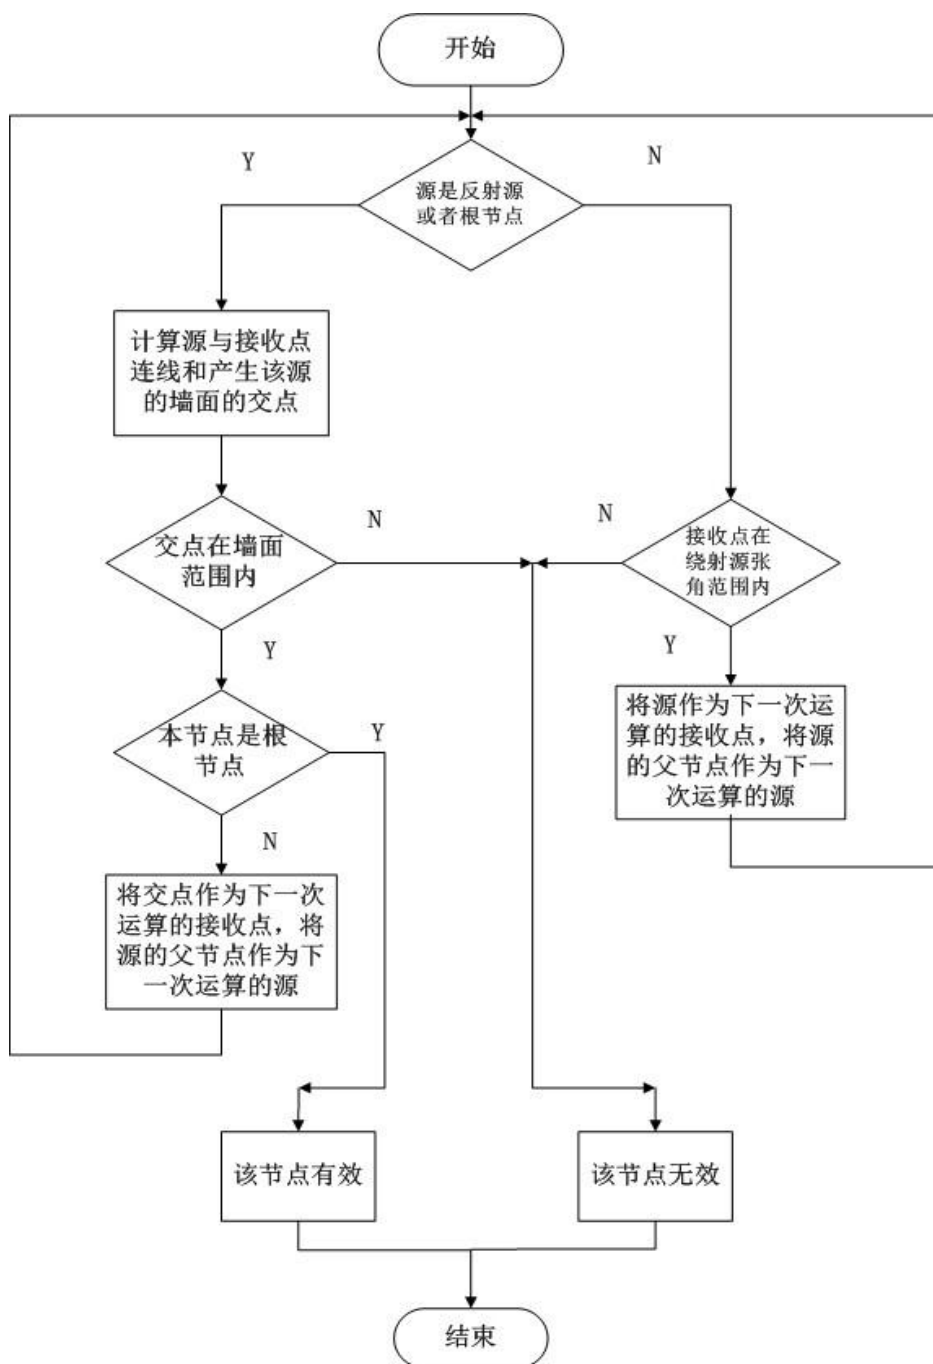 开始
Y
N
源是反射源
或者根节点
计算源与接收点
连线和产生该源
的墙面的交点
N
N
交点在墙面
范围内
接收点在
绕射源张
角范围内
Y
Y
本节点是根
节点
Y
将源作为下一次运
算的接收点，将源
的父节点作为下一
次运算的源
N
将交点作为下一次
运算的接收点，将
源的父节点作为下
一次运算的源
该节点有效
该节点无效
结束